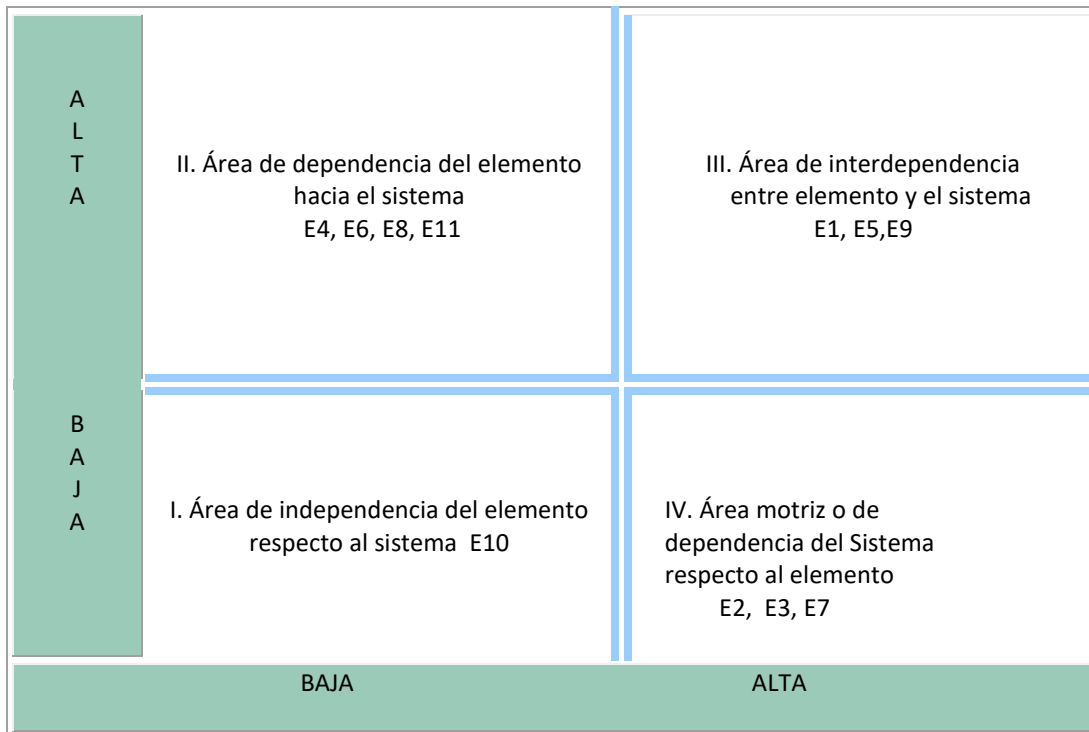 A
L
T
A
II. Área de dependencia del elemento
hacia el sistema
E4, E6, E8, E11
III. Área de interdependencia
entre elemento y el sistema
E1, E5,E9
B
A
J
A
I. Área de independencia del elemento
respecto al sistema E10
IV. Área motriz o de
dependencia del Sistema
respecto al elemento
E2, E3, E7
BAJA
ALTA